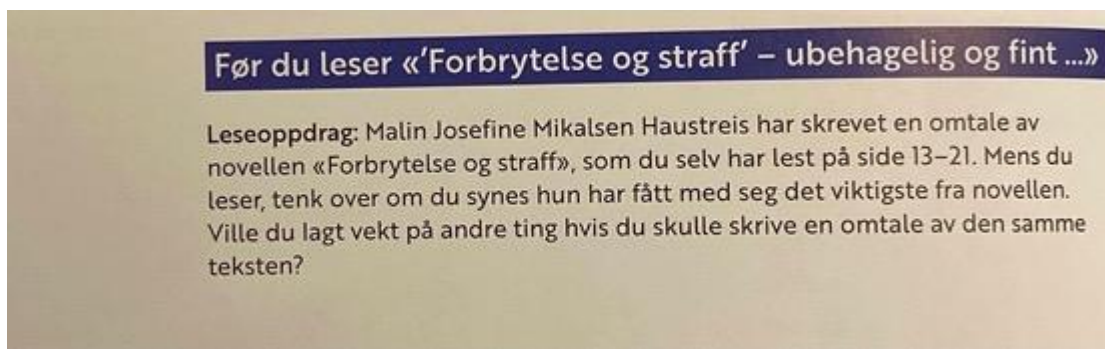 Før du leser «’Forbrytelse og straff’ – ubehagelig og fint ...»
Leseoppdrag: Malin Josefine Mikalsen Haustreis har skrevet en omtale av
novellen «Forbrytelse og straff», som du selv har lest på side 13–21. Mens du
leser, tenk over om du synes hun har fått med seg det viktigste fra novellen.
Ville du lagt vekt på andre ting hvis du skulle skrive en omtale av den samme
teksten?